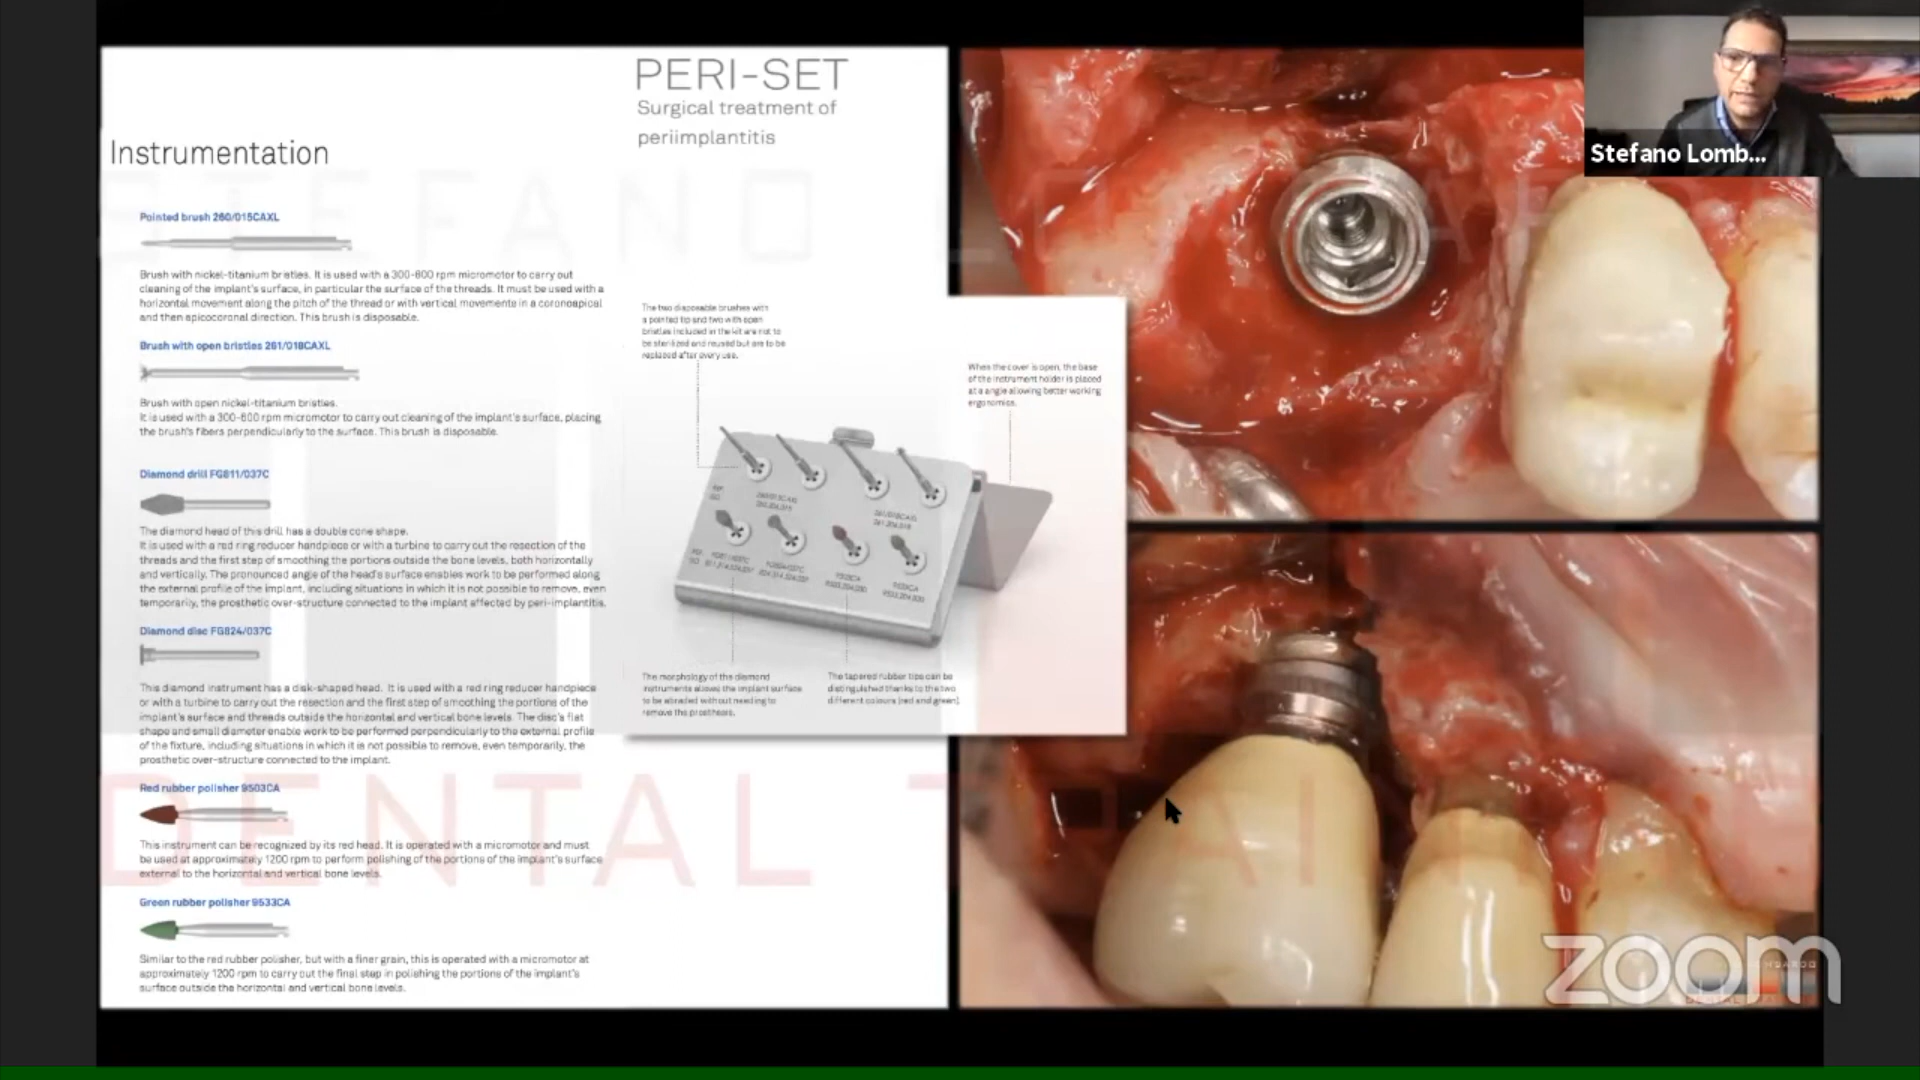 PERI-SET
Surgical treatment of
periimplantitis
Instrumentation
Pointed brush 260/015CAXL
Brush with nickel-titanium bristles. It is used with a 300-600 rpm micromotor to carry out
cleaning of the implant's surface, in particular the surface of the threads. It must be used with a
horizontal movement along the pitch of the thread or with vertical movements in a coronoapical
and then apicocoronal direction. This brush is disposable.
Brush with open bristles 261/018CAXL
Brush with open nickel-titanium bristles.
It is used with a 300-600 rpm micromotor to carry out cleaning of the implant's surface, placing
the brush's fibers perpendicularly to the surface. This brush is disposable.
Diamond drill FG811/037C
The diamond head of this drill has a double cone shape.
It is used with a red ring reducer handpiece or with a turbine to carry out the resection of the
threads and the first step of smoothing the portions outside the bone levels, both horizontally
and vertically. The pronounced angle of the head's surface enables work to be performed along
the external profile of the implant, including situations in which it is not possible to remove, even
temporarily, the prosthetic over-structure connected to the implant affected by peri-implantitis.
Diamond disc FG824/037C
This diamond instrument has a disk-shaped head. It is used with a red ring reducer handpiece
or with a turbine to carry out the resection and the first step of smoothing the portions of the
implant's surface and threads outside the horizontal and vertical bone levels. The disc's flat
shape and small diameter enable work to be performed perpendicularly to the external profile
of the fixture, including situations in which it is not possible to remove, even temporarily, the
prosthetic over-structure connected to the implant.
Red rubber polisher 9503CA
This instrument can be recognized by its red head. It is operated with a micromotor and must
be used at approximately 1200 rpm to perform polishing of the portions of the implant's surface
external to the horizontal and vertical bone levels.
Green rubber polisher 9533CA
Similar to the red rubber polisher, but with a finer grain, this is operated with a micromotor at
approximately 1200 rpm to carry out the final step in polishing the portions of the implant's
surface outside the horizontal and vertical bone levels.
The two disposable brushes with
a pointed tip and two with open
bristles included in the kit are not to
be sterilized and reused but are to be
replaced after every use.
When the cover is open, the base
of the instrument holder is placed
at a angle allowing better working
ergonomics.
The morphology of the diamond
instruments allows the implant surface
to be abraded without needing to
remove the prosthesis.
The tapered rubber tips can be
distinguished thanks to the two
different colours (red and green).
STEFANO
DENTAL
Stefano Lomb...
zoom